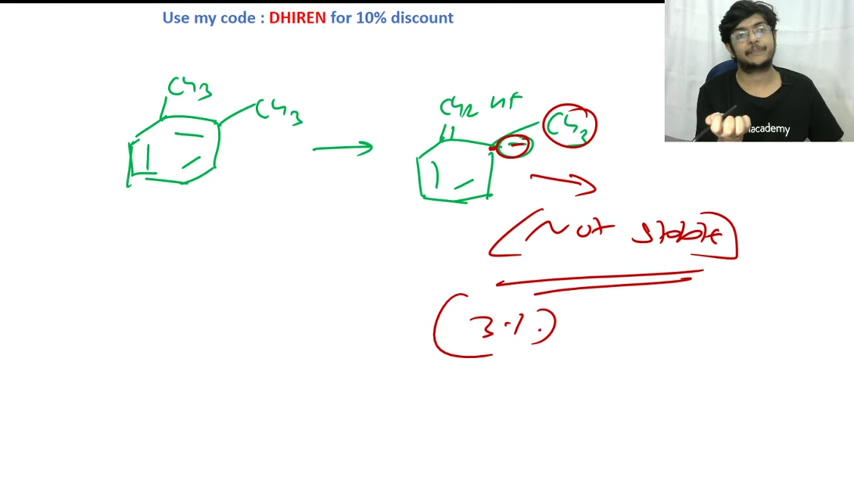 Use my code : DHIREN for 10% discount
CH3
CH3
CH2 H+
CH3
Not stable
(3%)
academy